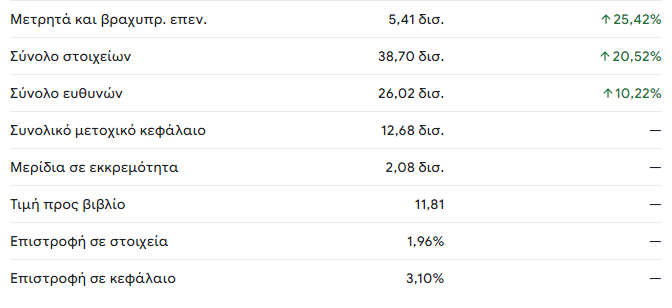 Μετρητά και βραχυπρ. επεν. 5,41 δισ. ↑25,42%
Σύνολο στοιχείων 38,70 δισ. ↑20,52%
Σύνολο ευθυνών 26,02 δισ. ↑10,22%
Συνολικό μετοχικό κεφάλαιο 12,68 δισ. —
Μερίδια σε εκκρεμότητα 2,08 δισ. —
Τιμή προς βιβλίο 11,81 —
Επιστροφή σε στοιχεία 1,96% —
Επιστροφή σε κεφάλαιο 3,10% —